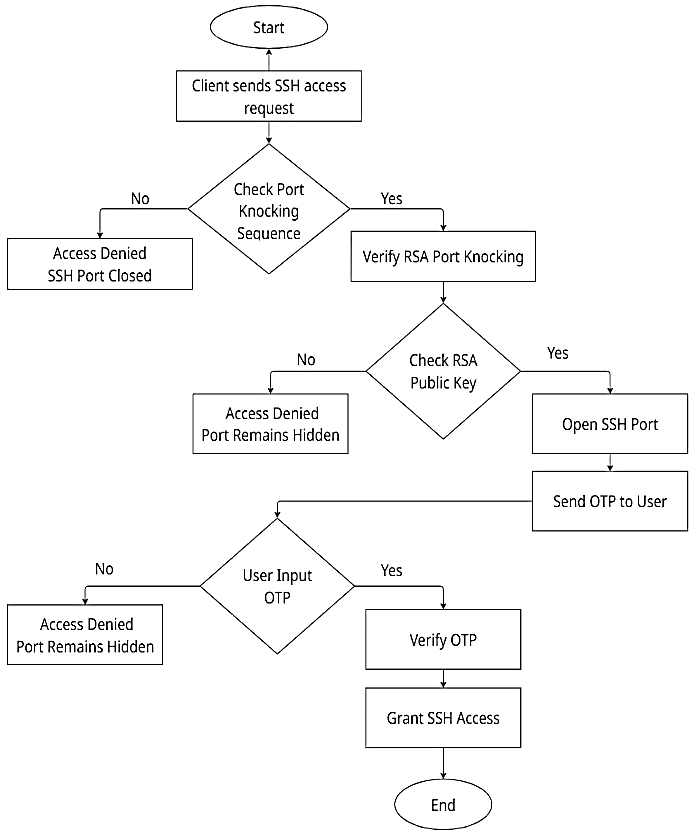 Start
Client sends SSH access
request
Check Port
Knocking
Sequence
No
Yes
Access Denied
SSH Port Closed
Verify RSA Port Knocking
Check RSA
Public Key
No
Yes
Access Denied
Port Remains Hidden
Open SSH Port
Send OTP to User
User Input
OTP
No
Yes
Access Denied
Port Remains Hidden
Verify OTP
Grant SSH Access
End